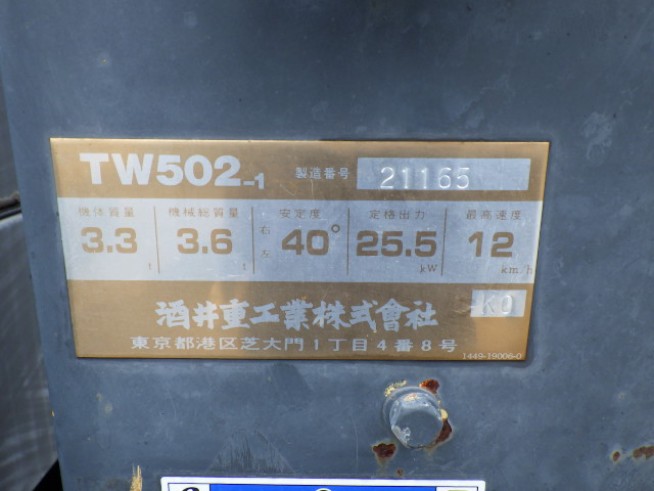 TW502-1 製造番号 21165
機体質量 機械総質量 安定度 定格出力 最高速度
3.3 t 3.6 t 右左 40° 25.5 kW 12 km/h
酒井重工業株式會社 KO
東京都港区芝大門1丁目4番8号 1449-19006-0